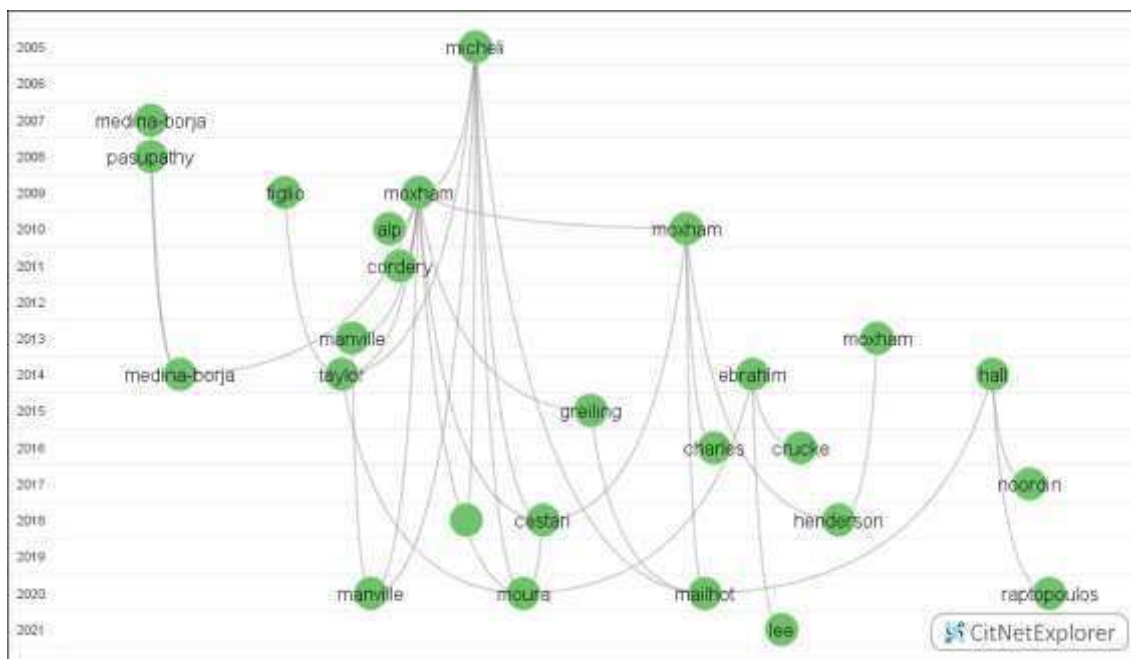 2005 micheli
2006
2007 medina-borja
2008 pasupathy
2009 figlio moxham
2010 alp moxham
2011 cordery
2012
2013 manville moxham
2014 medina-borja taylor ebrahim hall
2015 greiling
2016 charles crucke
2017 noordin
2018 cestari henderson
2019
2020 manville moura mailhot raptopoulos
2021 lee
CitNetExplorer